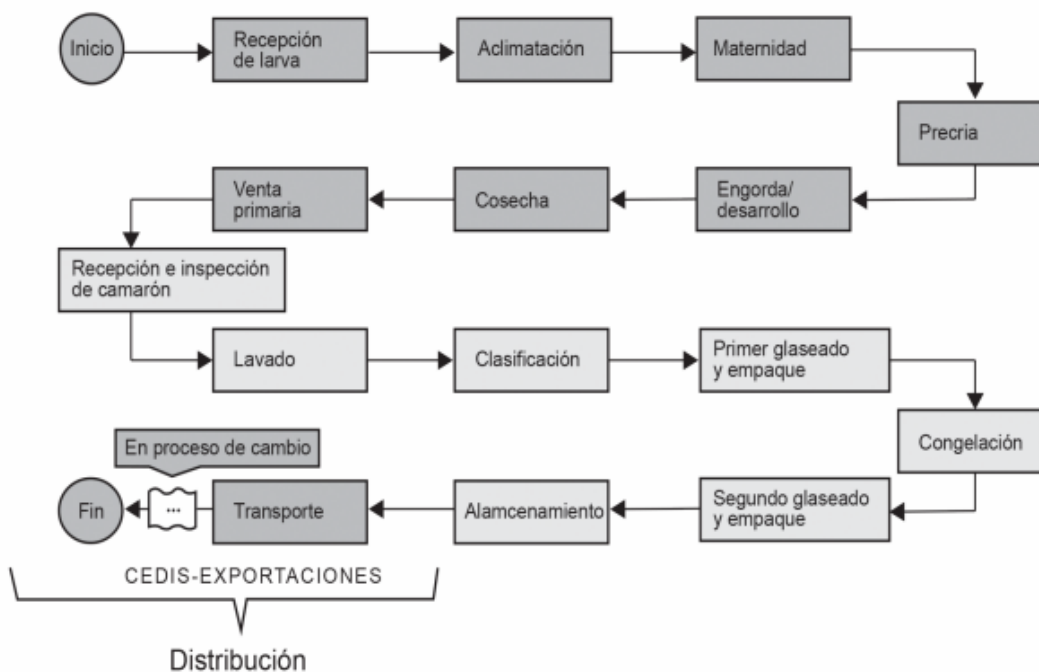 Inicio
Recepción
de larva
Aclimatación
Maternidad
Precria
Engorda/
desarrollo
Cosecha
Venta
primaria
Recepción e inspección
de camarón
Lavado
Clasificación
Primer glaseado
y empaque
Congelación
Segundo glaseado
y empaque
Alamcenamiento
Transporte
En proceso de cambio
...
Fin
CEDIS-EXPORTACIONES
Distribución